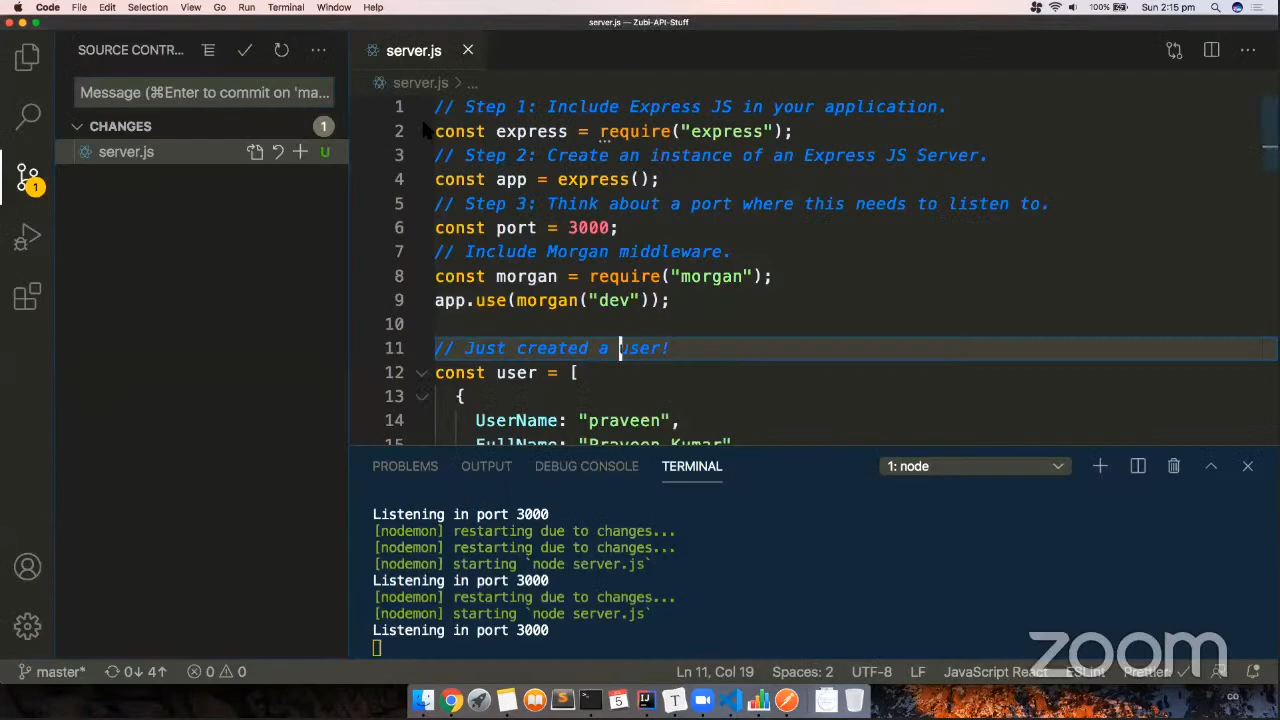 Code File Edit Selection View Go Run Terminal Window Help 100% Sun 2:15 pm
server.js — Zubi-API-Stuff
SOURCE CONTR...
server.js
Message (⌘Enter to commit on 'ma...
server.js > ...
CHANGES 1
server.js U
1
1 // Step 1: Include Express JS in your application.
2 const express = require("express");
3 // Step 2: Create an instance of an Express JS Server.
4 const app = express();
5 // Step 3: Think about a port where this needs to listen to.
6 const port = 3000;
7 // Include Morgan middleware.
8 const morgan = require("morgan");
9 app.use(morgan("dev"));
10
11 // Just created a user!
12 const user = [
13 {
14 UserName: "praveen",
15 FullName: "Praveen Kumar"
PROBLEMS OUTPUT DEBUG CONSOLE TERMINAL 1: node
Listening in port 3000
[nodemon] restarting due to changes...
[nodemon] restarting due to changes...
[nodemon] starting `node server.js`
Listening in port 3000
[nodemon] restarting due to changes...
[nodemon] starting `node server.js`
Listening in port 3000
zoom
master* 0↓ 4↑ 0 0 Ln 11, Col 19 Spaces: 2 UTF-8 LF JavaScript React ESLint Prettier
5